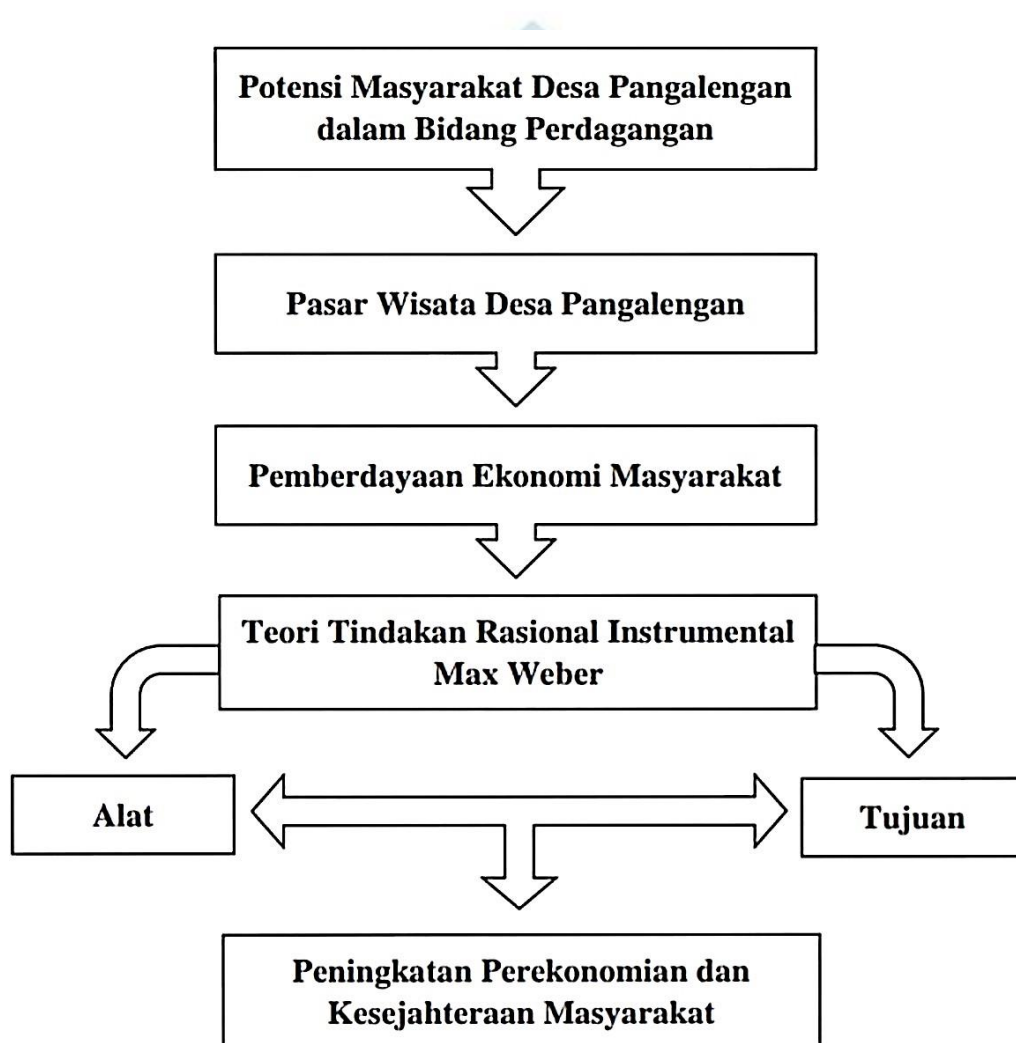 Potensi Masyarakat Desa Pangalengan
dalam Bidang Perdagangan
Pasar Wisata Desa Pangalengan
Pemberdayaan Ekonomi Masyarakat
Teori Tindakan Rasional Instrumental
Max Weber
Alat
Tujuan
Peningkatan Perekonomian dan
Kesejahteraan Masyarakat